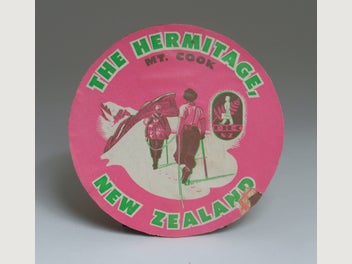 THE HERMITAGE,
MT. COOK
NEW ZEALAND